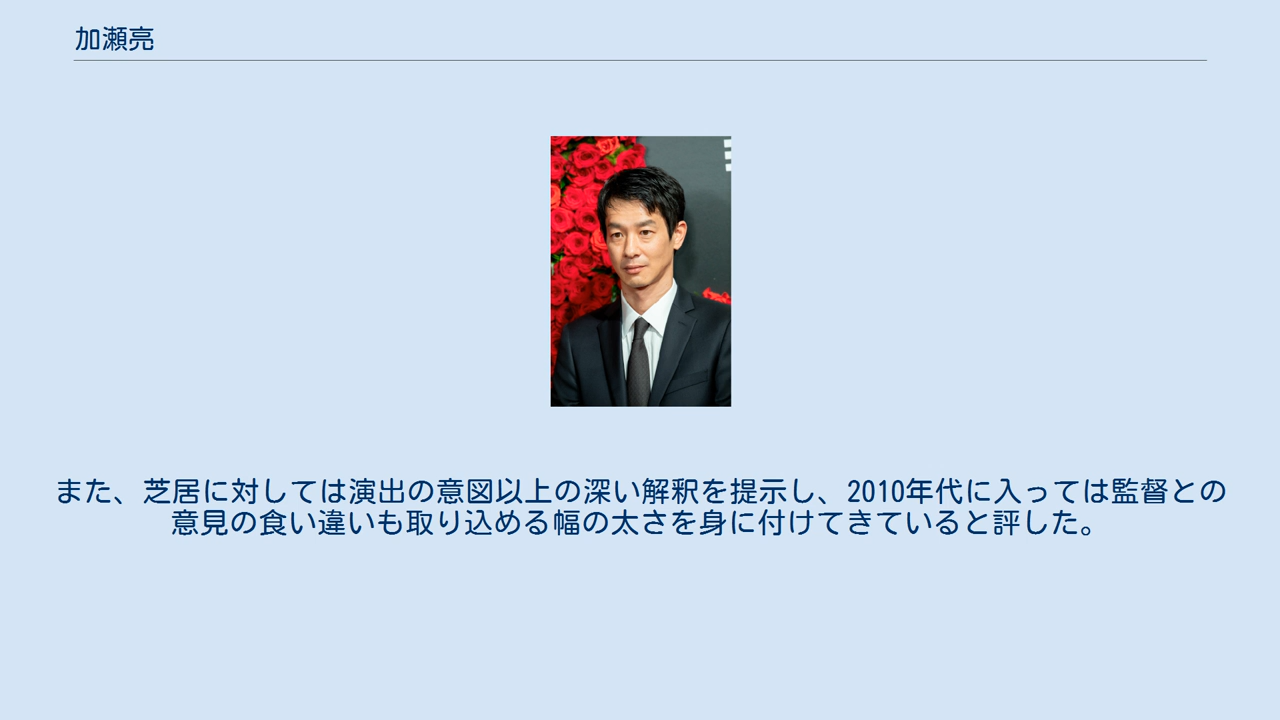 加瀬亮
また、芝居に対しては演出の意図以上の深い解釈を提示し、2010年代に入っては監督との
意見の食い違いも取り込める幅の太さを身に付けてきていると評した。